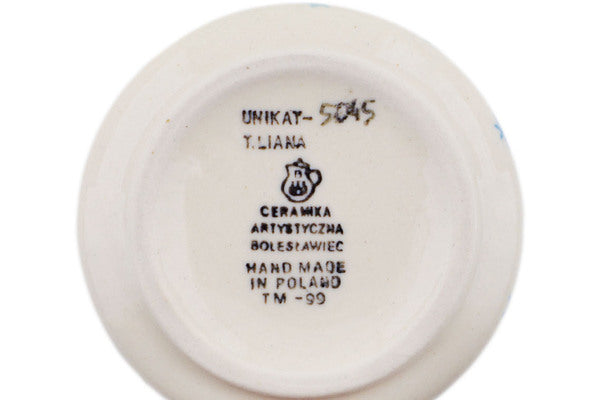 UNIKAT-5045
T.LIANA
CERAMIKA
ARTYSTYCZNA
BOLESŁAWIEC
HAND MADE
IN POLAND
TM -99